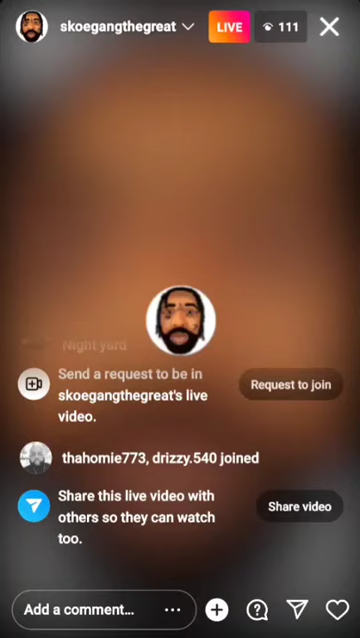 skoegangthegreat
LIVE
111
Night yard
Send a request to be in
skoegangthegreat's live
video.
Request to join
thahomie773, drizzy.540 joined
Share this live video with
others so they can watch
too.
Share video
Add a comment...